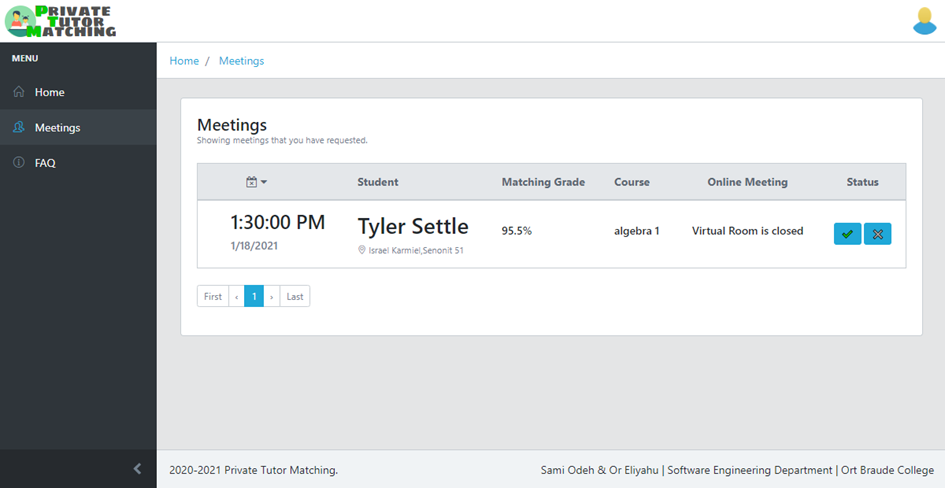 PRIVATE
TUTOR
MATCHING
MENU
Home
Meetings
FAQ
Home / Meetings
Meetings
Showing meetings that you have requested.
Student Matching Grade Course Online Meeting Status
1:30:00 PM
1/18/2021
Tyler Settle
Israel Karmiel,Senonit 51
95.5%
algebra 1
Virtual Room is closed
First ‹ 1 › Last
2020-2021 Private Tutor Matching.
Sami Odeh & Or Eliyahu | Software Engineering Department | Ort Braude College